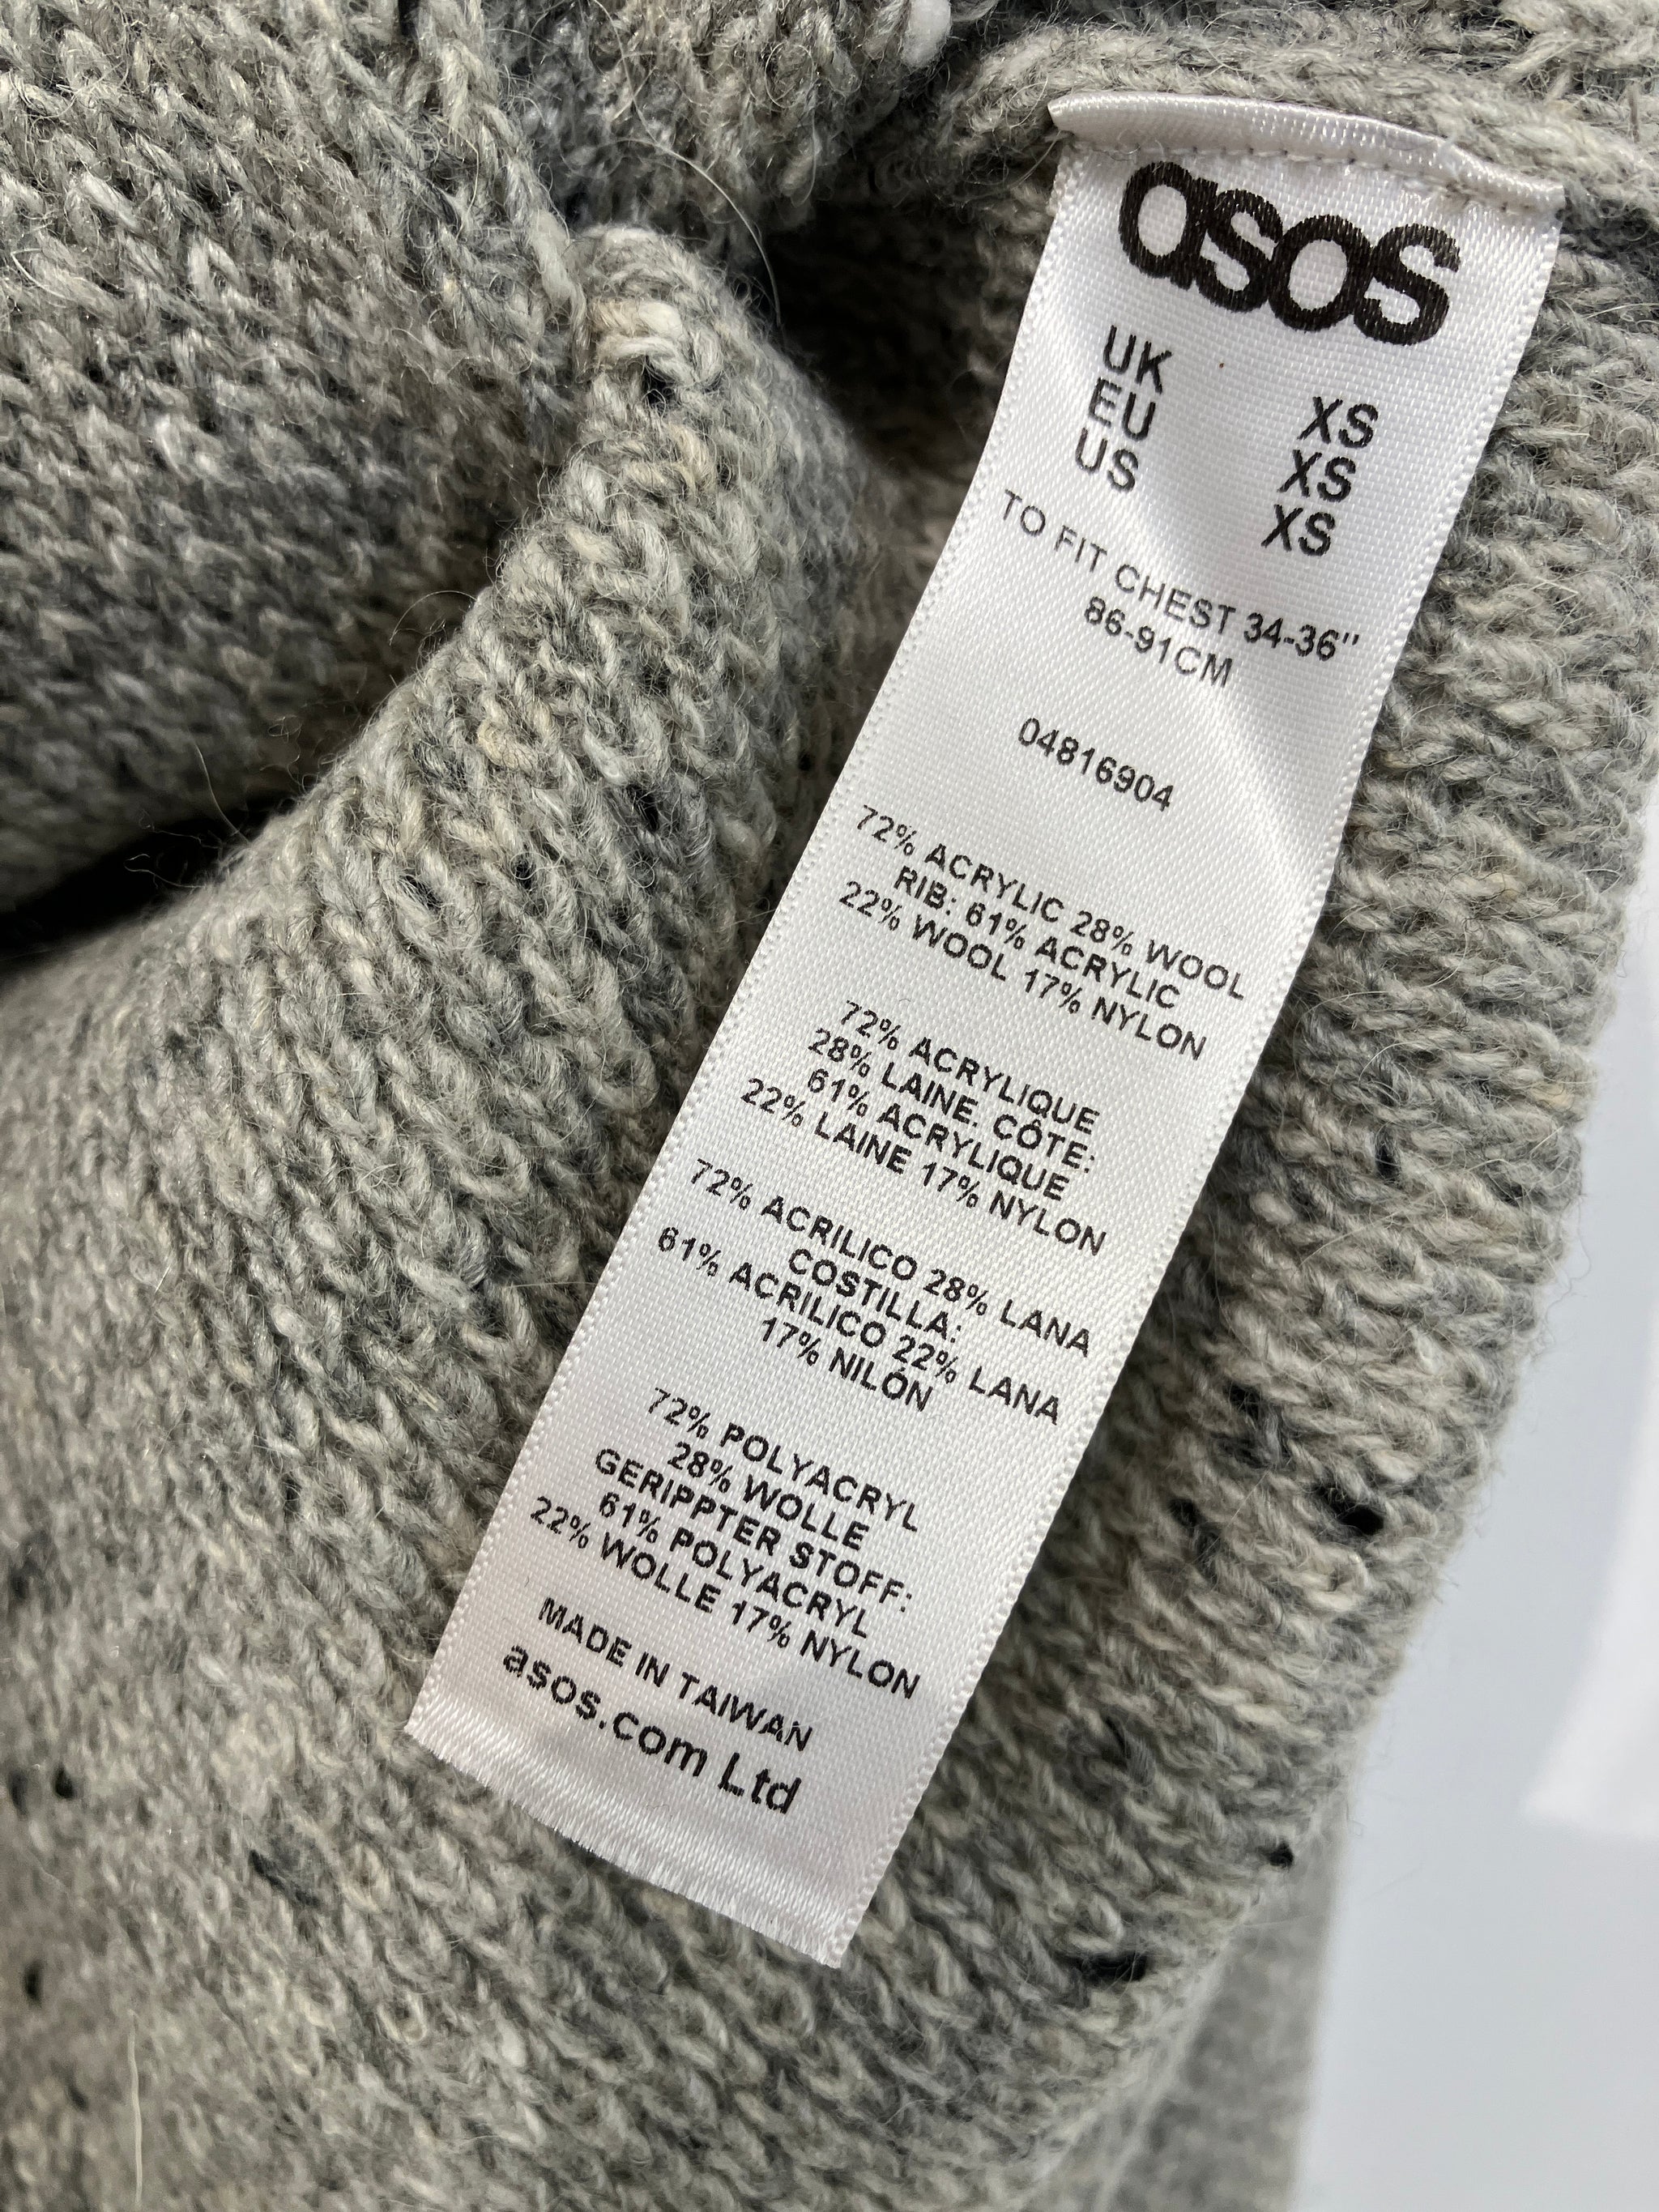 asos
UK XS
EU XS
US XS
TO FIT CHEST 34-36"
86-91CM
04816904
72% ACRYLIC 28% WOOL
RIB: 61% ACRYLIC
22% WOOL 17% NYLON
72% ACRYLIQUE
28% LAINE. CÔTE:
61% ACRYLIQUE
22% LAINE 17% NYLON
72% ACRILICO 28% LANA
COSTILLA:
61% ACRILICO 22% LANA
17% NILÓN
72% POLYACRYL
28% WOLLE
GERIPPTER STOFF:
61% POLYACRYL
22% WOLLE 17% NYLON
MADE IN TAIWAN
asos.com Ltd